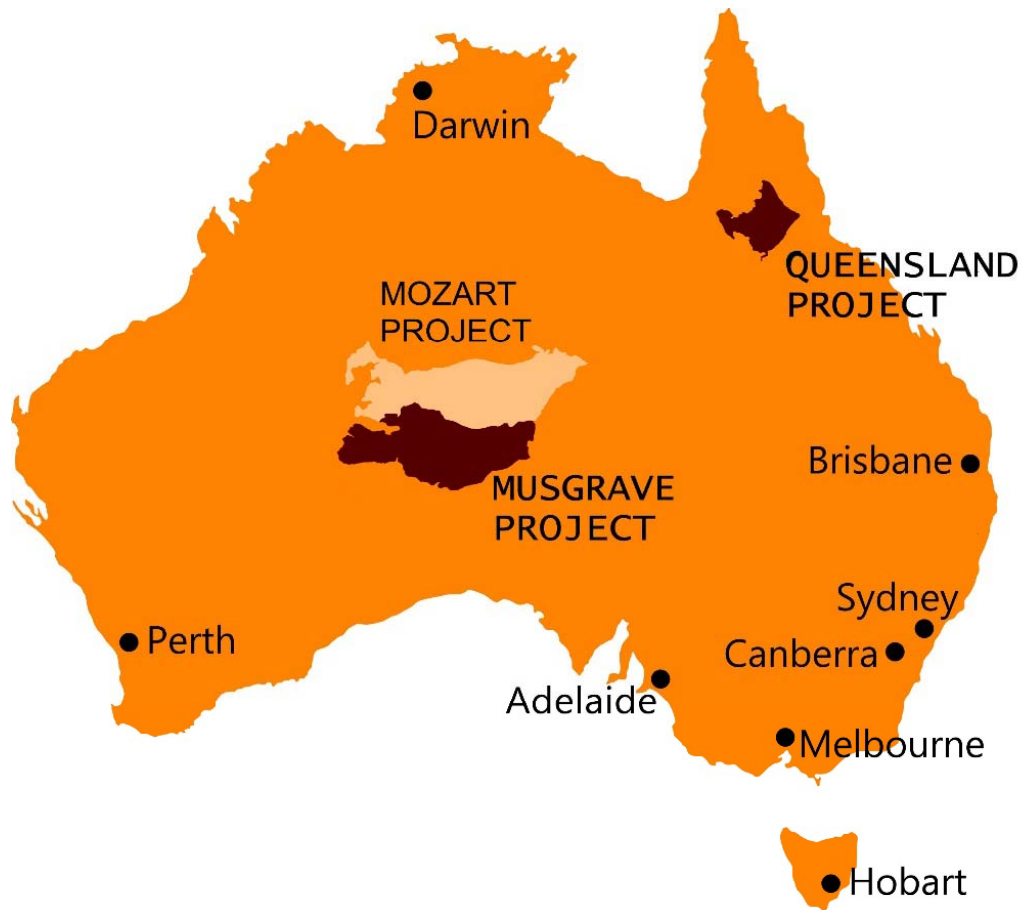 Darwin
QUEENSLAND
PROJECT
MOZART
PROJECT
Brisbane
MUSGRAVE
PROJECT
Sydney
Perth
Canberra
Adelaide
Melbourne
Hobart